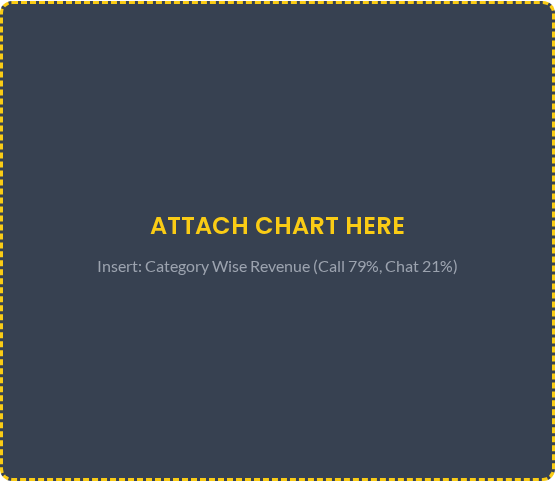 ATTACH CHART HERE
Insert: Category Wise Revenue (Call 79%, Chat 21%)